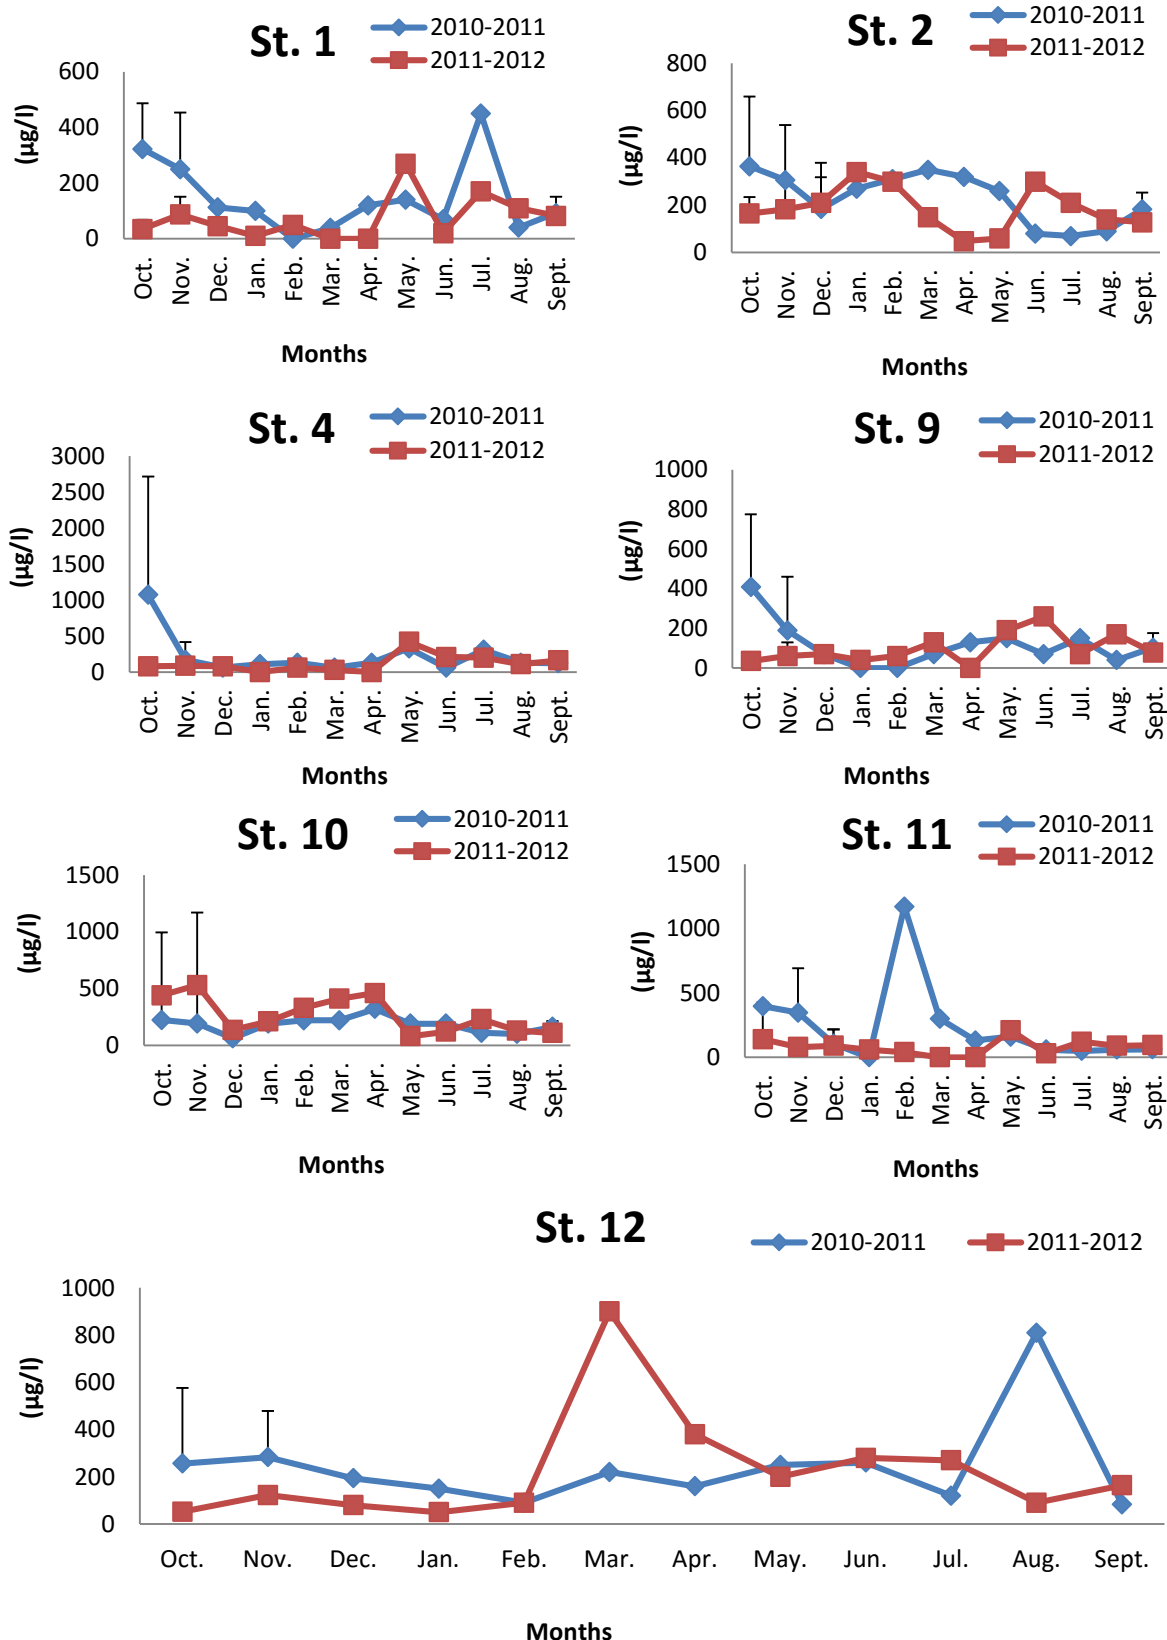 St. 1
2010-2011
2011-2012
(µg/l)
600
400
200
0
Oct.
Nov.
Dec.
Jan.
Feb.
Mar.
Apr.
May.
Jun.
Jul.
Aug.
Sept.
Months
St. 2
2010-2011
2011-2012
(µg/l)
800
600
400
200
0
Oct.
Nov.
Dec.
Jan.
Feb.
Mar.
Apr.
May.
Jun.
Jul.
Aug.
Sept.
Months
St. 4
2010-2011
2011-2012
(µg/l)
3000
2500
2000
1500
1000
500
0
Oct.
Nov.
Dec.
Jan.
Feb.
Mar.
Apr.
May.
Jun.
Jul.
Aug.
Sept.
Months
St. 9
2010-2011
2011-2012
(µg/l)
1000
800
600
400
200
0
Oct.
Nov.
Dec.
Jan.
Feb.
Mar.
Apr.
May.
Jun.
Jul.
Aug.
Sept.
Months
St. 10
2010-2011
2011-2012
(µg/l)
1500
1000
500
0
Oct.
Nov.
Dec.
Jan.
Feb.
Mar.
Apr.
May.
Jun.
Jul.
Aug.
Sept.
Months
St. 11
2010-2011
2011-2012
(µg/l)
1500
1000
500
0
Oct.
Nov.
Dec.
Jan.
Feb.
Mar.
Apr.
May.
Jun.
Jul.
Aug.
Sept.
Months
St. 12
2010-2011
2011-2012
(µg/l)
1000
800
600
400
200
0
Oct. Nov. Dec. Jan. Feb. Mar. Apr. May. Jun. Jul. Aug. Sept.
Months